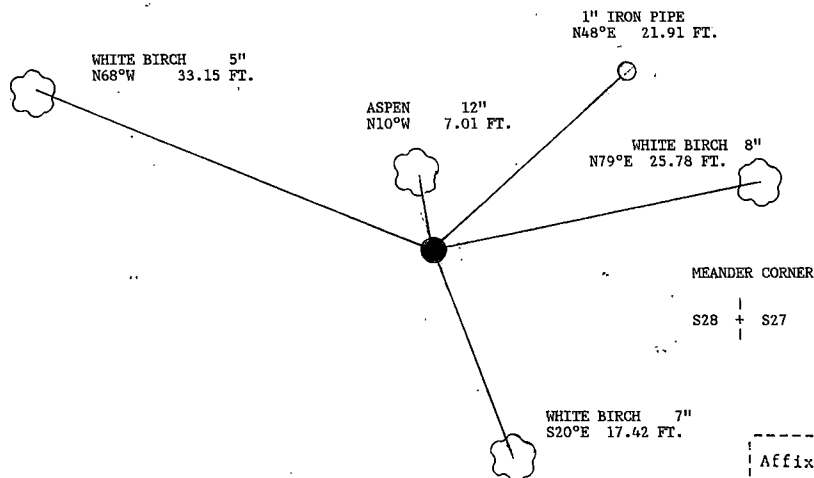 1" IRON PIPE
N48°E 21.91 FT.
WHITE BIRCH 5"
N68°W 33.15 FT.
ASPEN 12"
N10°W 7.01 FT.
WHITE BIRCH 8"
N79°E 25.78 FT.
MEANDER CORNER
S28 + S27
WHITE BIRCH 7"
S20°E 17.42 FT.
Affix